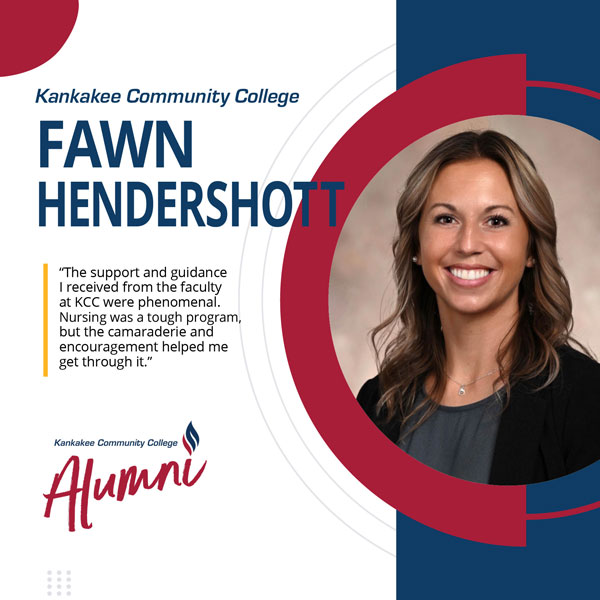 Kankakee Community College
FAWN
HENDERSHOTT
“The support and guidance
I received from the faculty
at KCC were phenomenal.
Nursing was a tough program,
but the camaraderie and
encouragement helped me
get through it.”
Kankakee Community College
Alumni